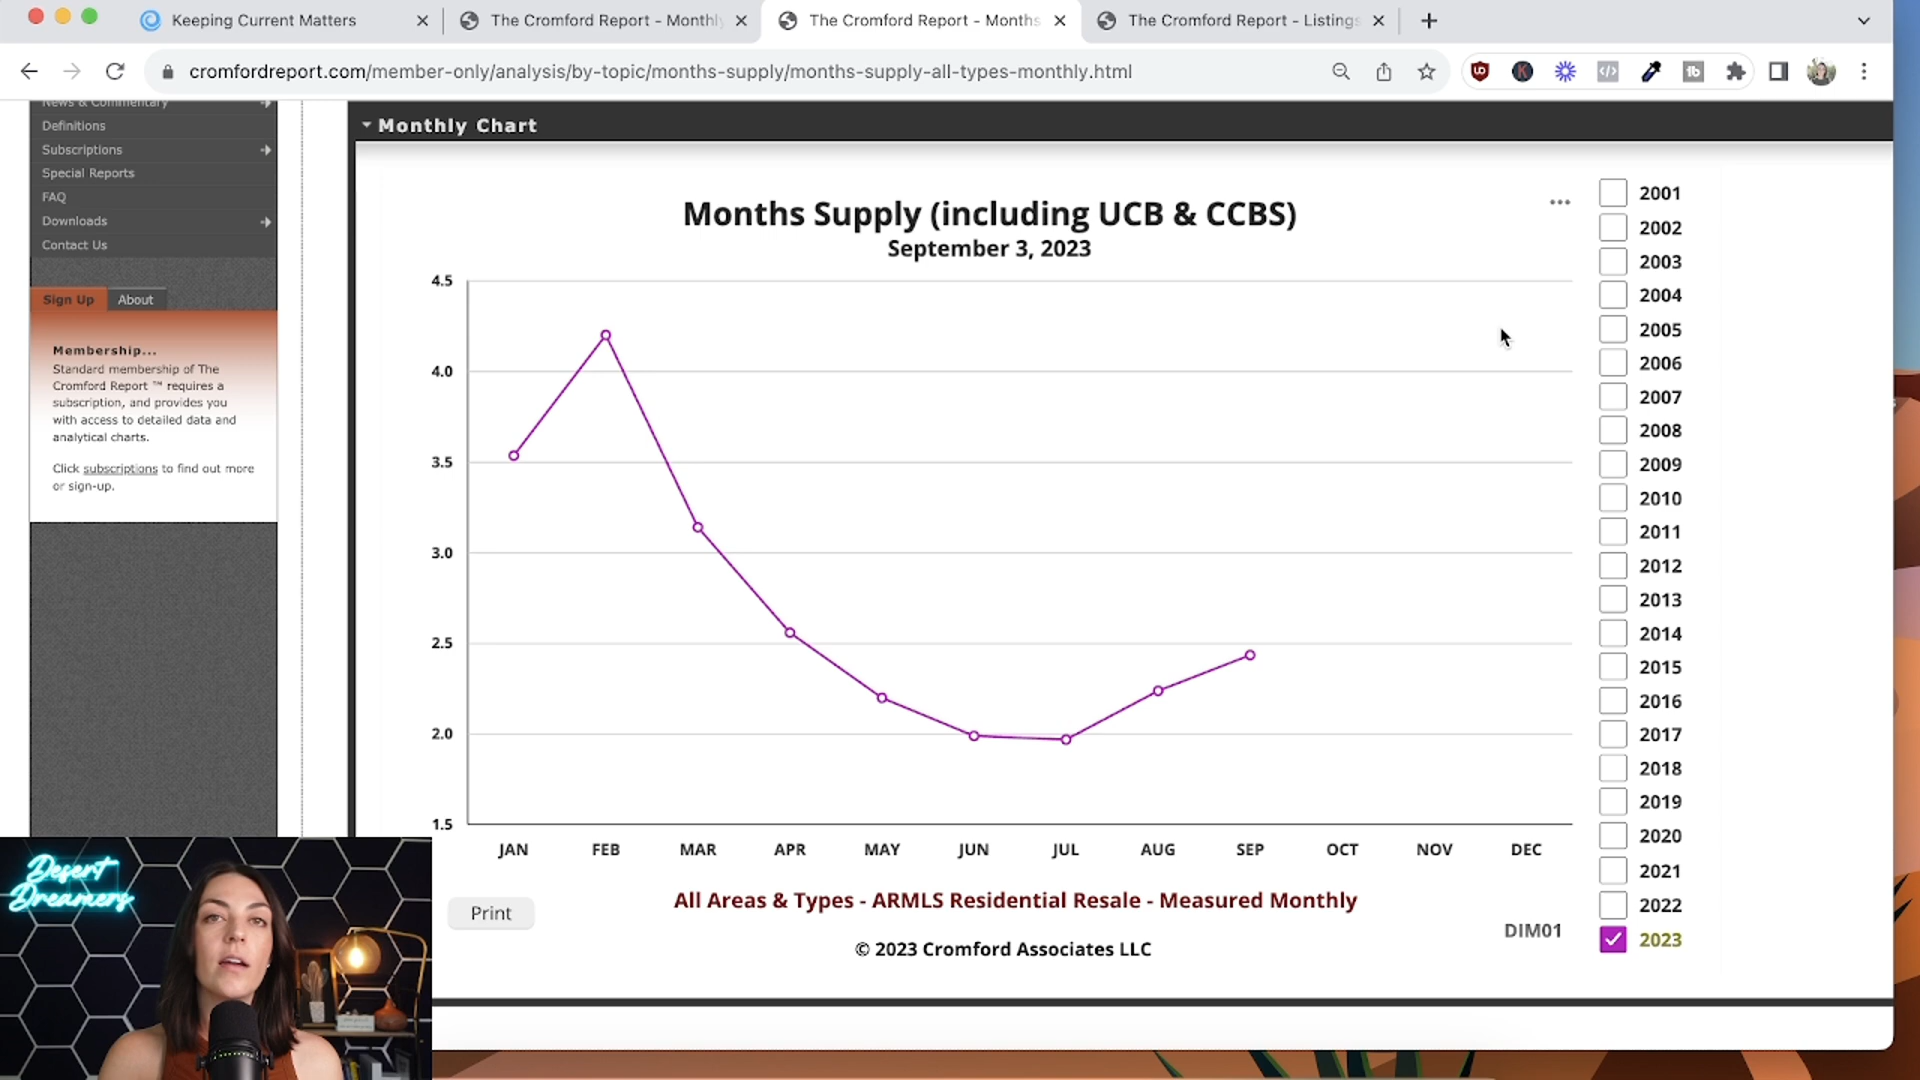 Keeping Current Matters
The Cromford Report - Monthly
The Cromford Report - Months
The Cromford Report - Listings
cromfordreport.com/member-only/analysis/by-topic/months-supply/months-supply-all-types-monthly.html
News & Commentary
Definitions
Subscriptions
Special Reports
FAQ
Downloads
Contact Us
Sign Up
About
Membership...
Standard membership of The
Cromford Report ™ requires a
subscription, and provides you
with access to detailed data and
analytical charts.
Click subscriptions to find out more
or sign-up.
Monthly Chart
Months Supply (including UCB & CCBS)
September 3, 2023
4.5
4.0
3.5
3.0
2.5
2.0
1.5
JAN FEB MAR APR MAY JUN JUL AUG SEP OCT NOV DEC
All Areas & Types - ARMLS Residential Resale - Measured Monthly
Print
DIM01
© 2023 Cromford Associates LLC
2001
2002
2003
2004
2005
2006
2007
2008
2009
2010
2011
2012
2013
2014
2015
2016
2017
2018
2019
2020
2021
2022
2023
Desert
Dreamers